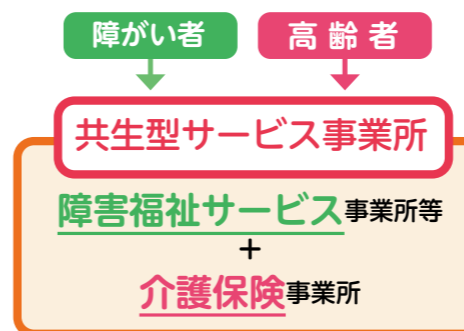 障がい者
高齢者
共生型サービス事業所
障害福祉サービス事業所等
+
介護保険事業所